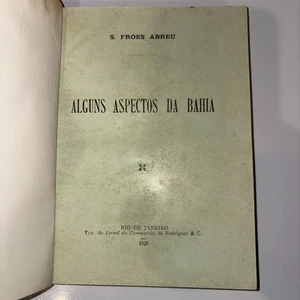 S. FRÓES ABREU
ALGUNS ASPECTOS DA BAHIA
RIO DE JANEIRO
Typ. do Jornal do Commercio, de Rodrigues & C.
1926